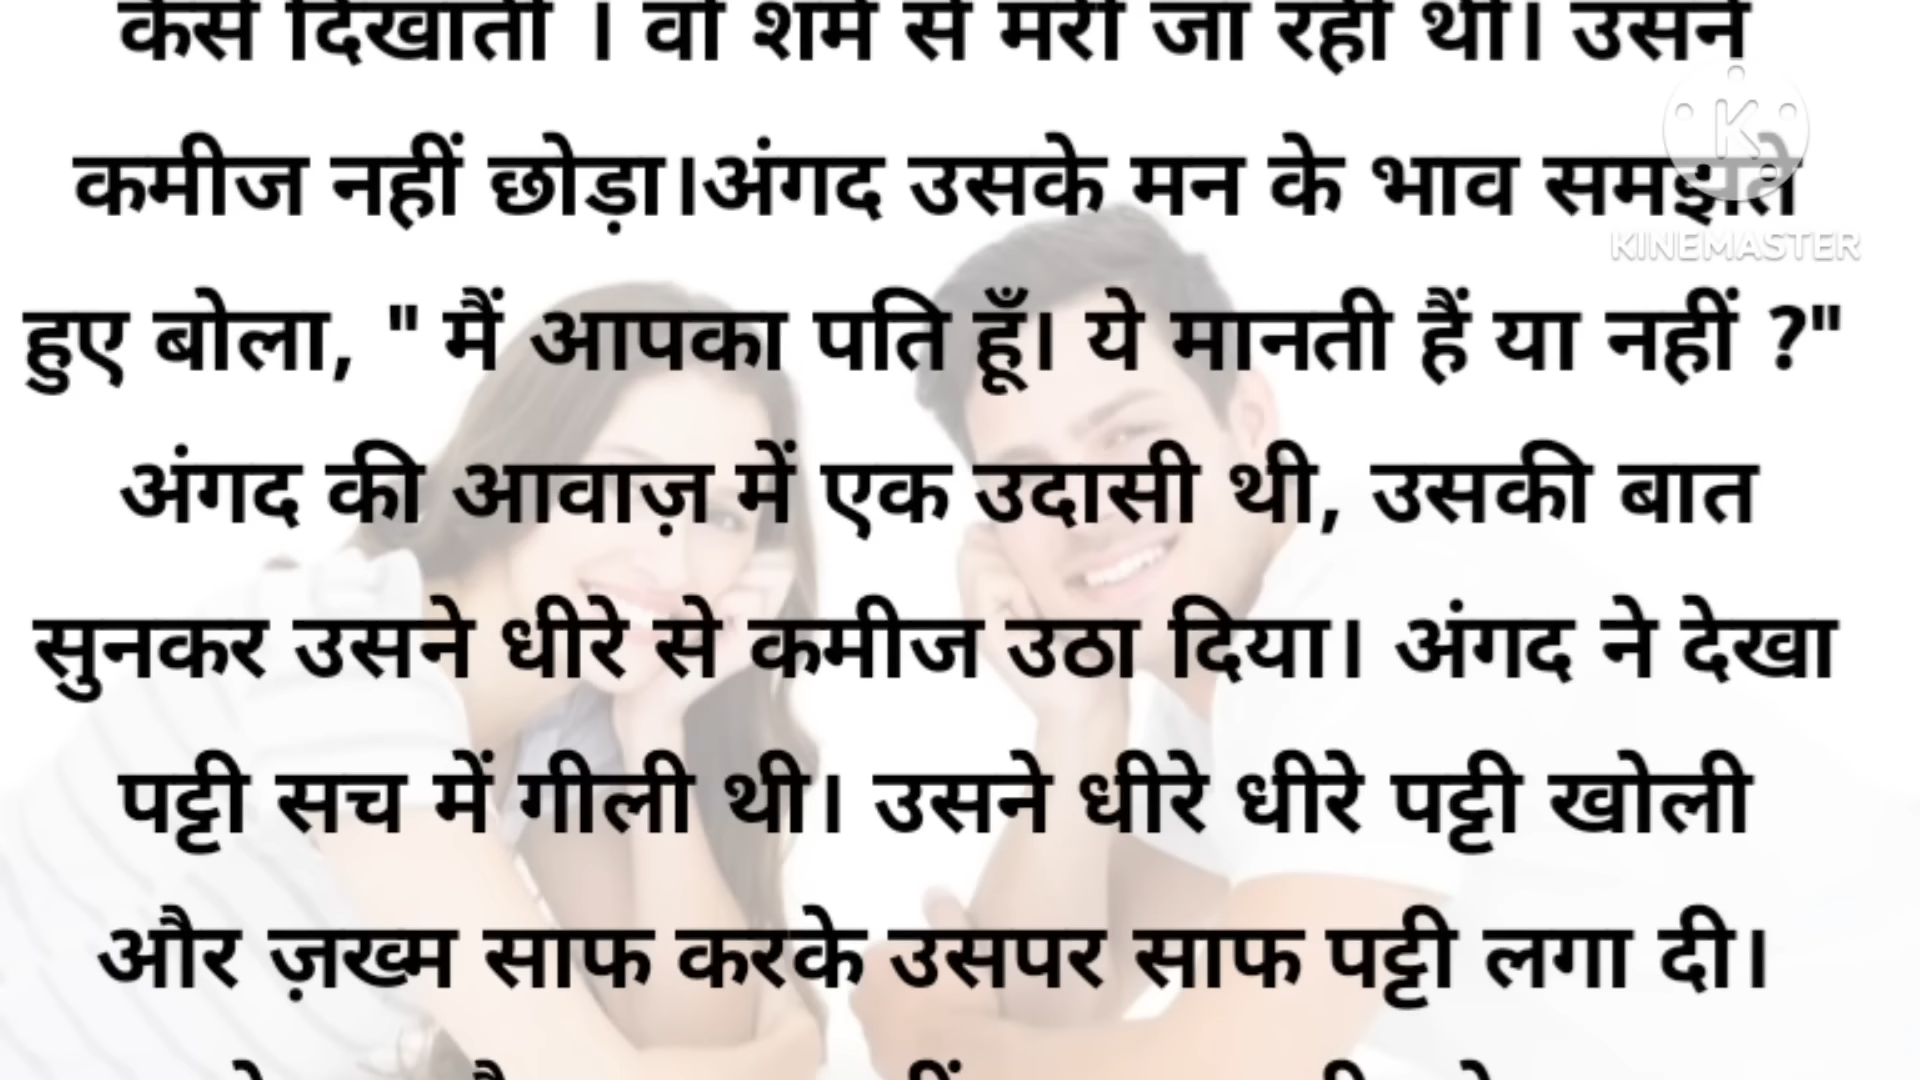 कैसे दिखाती । वो शर्म से मरी जा रही थी। उसने
कमीज नहीं छोड़ा।अंगद उसके मन के भाव समझते
KINEMASTER
हुए बोला, " मैं आपका पति हूँ। ये मानती हैं या नहीं ?"
अंगद की आवाज़ में एक उदासी थी, उसकी बात
सुनकर उसने धीरे से कमीज उठा दिया। अंगद ने देखा
पट्टी सच में गीली थी। उसने धीरे धीरे पट्टी खोली
और ज़ख्म साफ करके उसपर साफ पट्टी लगा दी।